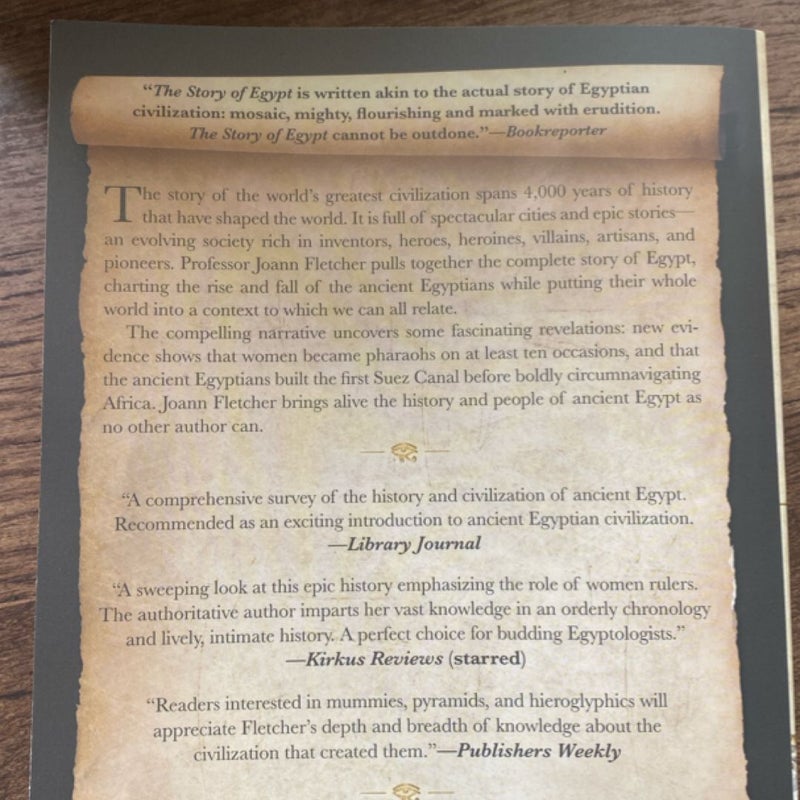 “The Story of Egypt is written akin to the actual story of Egyptian
civilization: mosaic, mighty, flourishing and marked with erudition.
The Story of Egypt cannot be outdone.”—Bookreporter
The story of the world’s greatest civilization spans 4,000 years of history
that have shaped the world. It is full of spectacular cities and epic stories—
an evolving society rich in inventors, heroes, heroines, villains, artisans, and
pioneers. Professor Joann Fletcher pulls together the complete story of Egypt,
charting the rise and fall of the ancient Egyptians while putting their whole
world into a context to which we can all relate.
The compelling narrative uncovers some fascinating revelations: new evi-
dence shows that women became pharaohs on at least ten occasions, and that
the ancient Egyptians built the first Suez Canal before boldly circumnavigating
Africa. Joann Fletcher brings alive the history and people of ancient Egypt as
no other author can.
“A comprehensive survey of the history and civilization of ancient Egypt.
Recommended as an exciting introduction to ancient Egyptian civilization.
—Library Journal
“A sweeping look at this epic history emphasizing the role of women rulers.
The authoritative author imparts her vast knowledge in an orderly chronology
and lively, intimate history. A perfect choice for budding Egyptologists.”
—Kirkus Reviews (starred)
“Readers interested in mummies, pyramids, and hieroglyphics will
appreciate Fletcher’s depth and breadth of knowledge about the
civilization that created them.”—Publishers Weekly